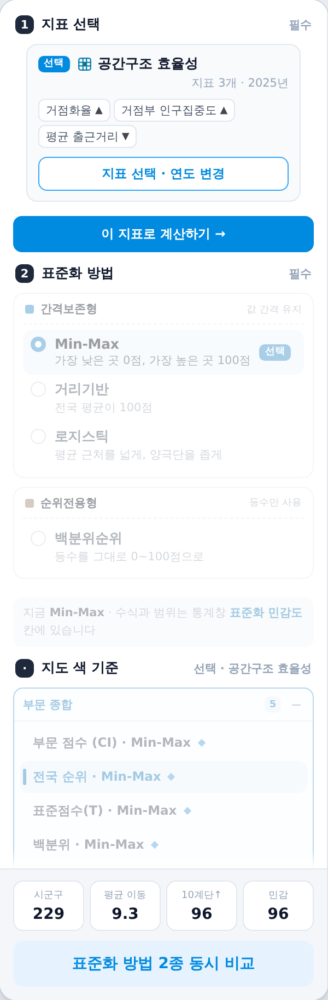 1 지표 선택 필수
선택 공간구조 효율성
지표 3개 · 2025년
거점화율 ▲ 거점부 인구집중도 ▲
평균 출근거리 ▼
지표 선택 · 연도 변경
이 지표로 계산하기 →
2 표준화 방법 필수
간격보존형 값 간격 유지
Min-Max
가장 낮은 곳 0점, 가장 높은 곳 100점 선택
거리기반
전국 평균이 100점
로지스틱
평균 근처를 넓게, 양극단을 좁게
순위전용형 등수만 사용
백분위순위
등수를 그대로 0~100점으로
지금 Min-Max · 수식과 범위는 통계창 표준화 민감도
칸에 있습니다
· 지도 색 기준 선택 · 공간구조 효율성
부문 종합 5 —
부문 점수 (CI) · Min-Max ◆
전국 순위 · Min-Max ◆
표준점수(T) · Min-Max ◆
백분위 · Min-Max ◆
시군구 평균 이동 10계단↑ 민감
229 9.3 96 96
표준화 방법 2종 동시 비교